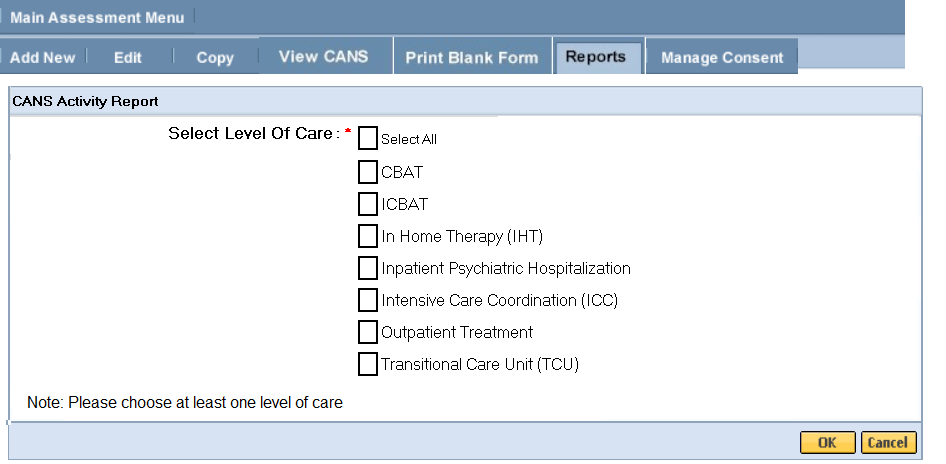 Main Assessment Menu
Add New Edit Copy View CANS Print Blank Form Reports Manage Consent
CANS Activity Report
Select Level Of Care: * Select All
CBAT
ICBAT
In Home Therapy (IHT)
Inpatient Psychiatric Hospitalization
Intensive Care Coordination (ICC)
Outpatient Treatment
Transitional Care Unit (TCU)
Note: Please choose at least one level of care
OK Cancel